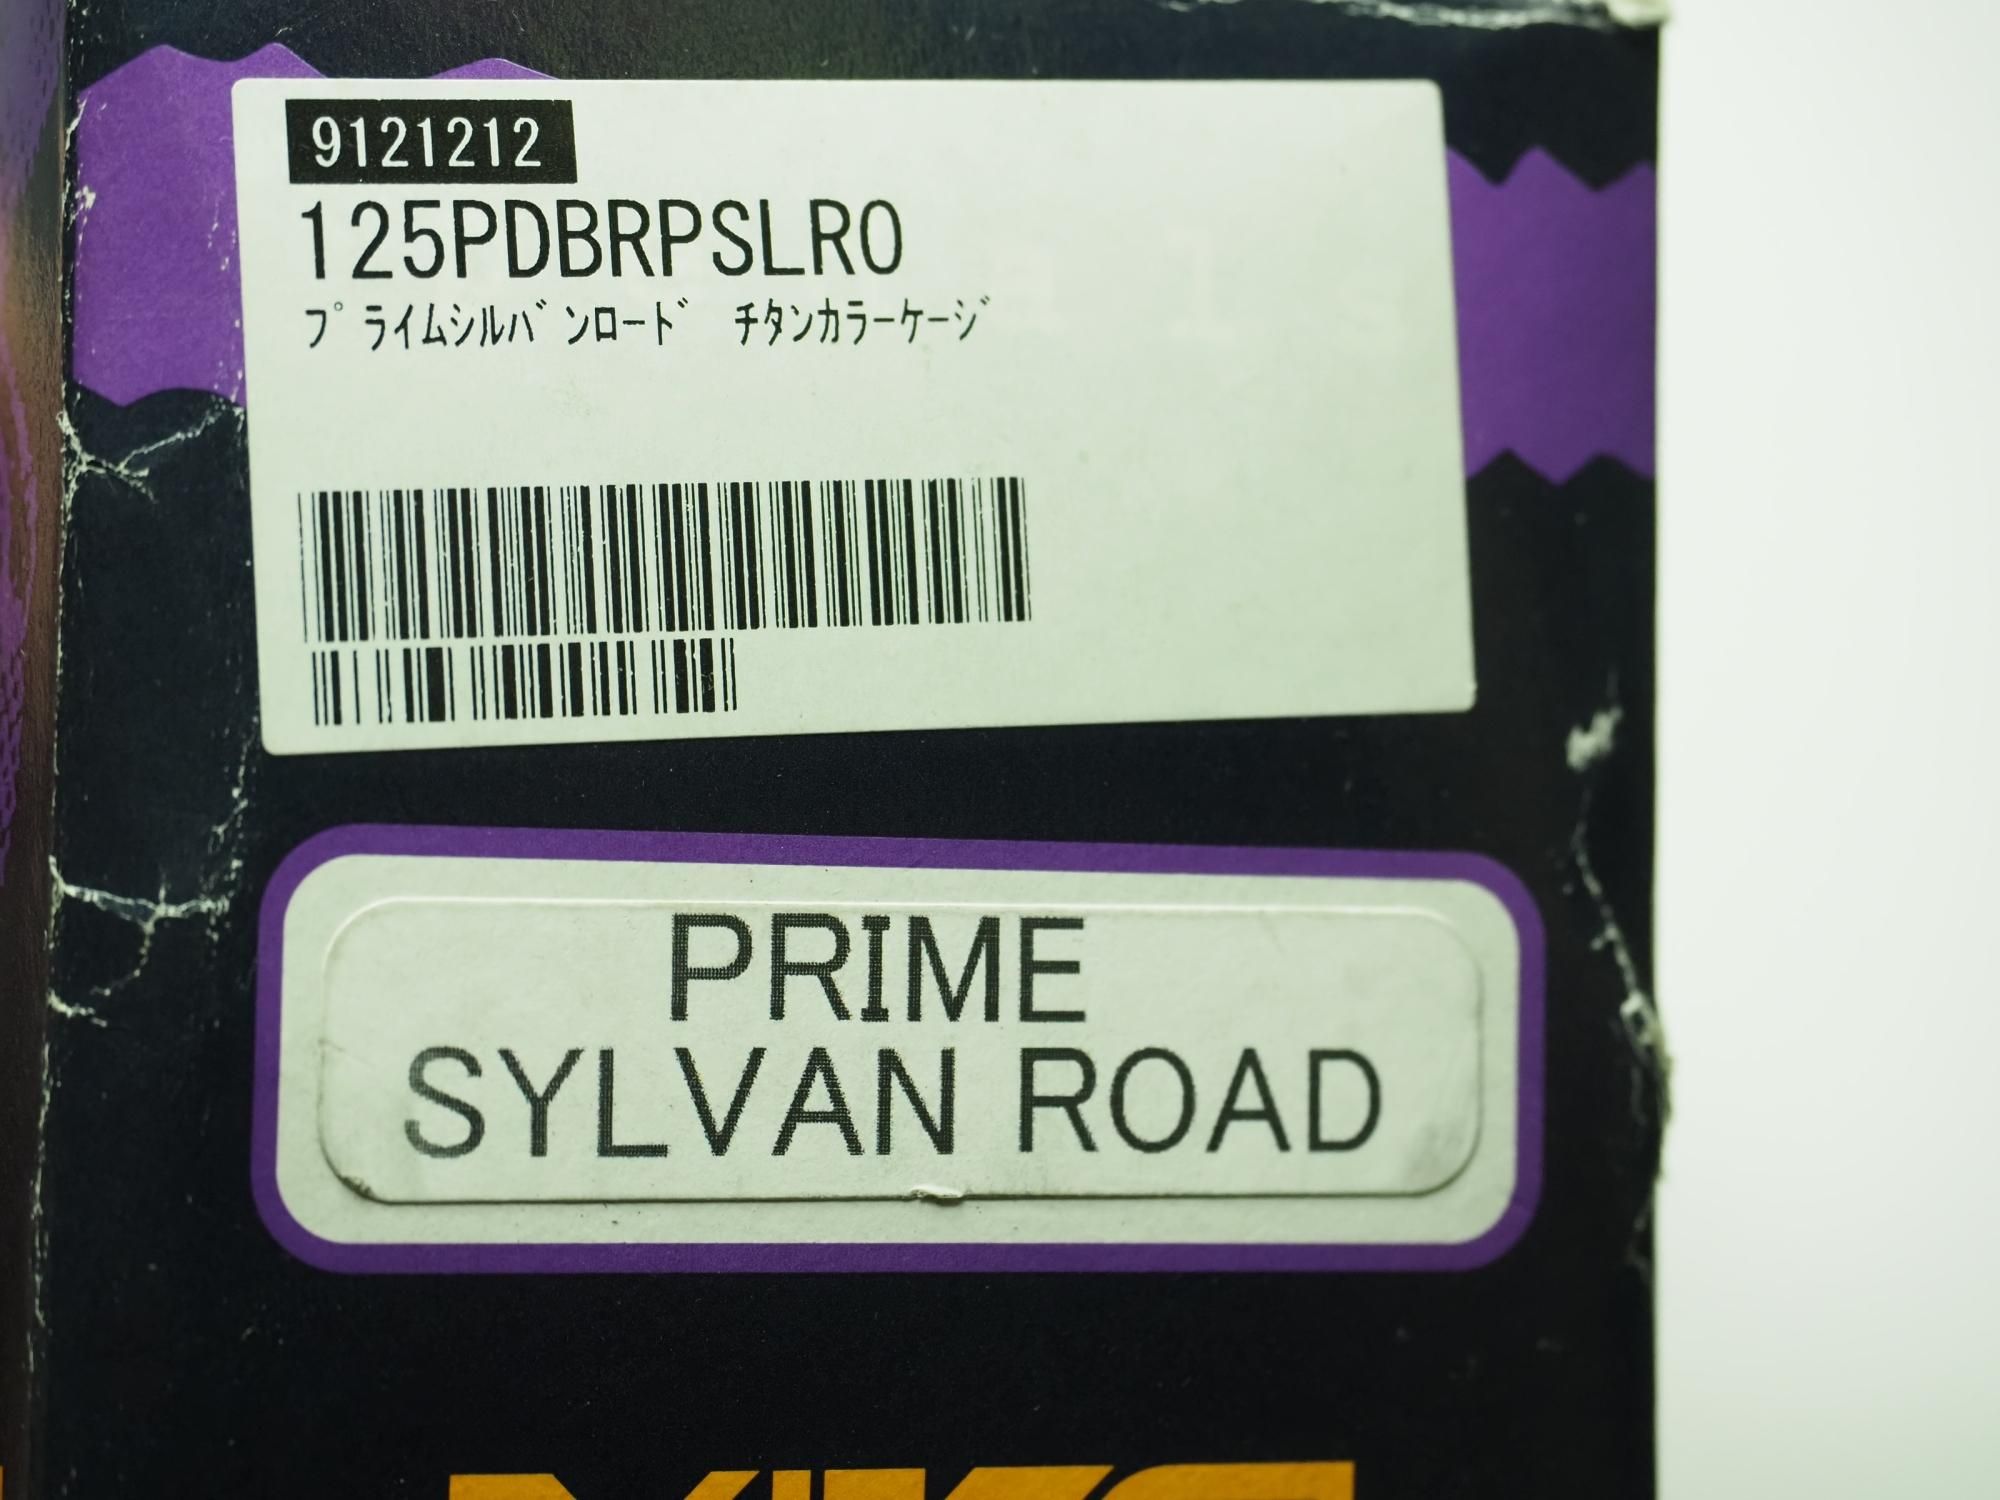 9121212
125PDBRPSLRO
ﾌﾟﾗｲﾑｼﾙﾊﾞﾝﾛｰﾄﾞ ﾁﾀﾝｶﾗｰｹｰｼﾞ
PRIME
SYLVAN ROAD